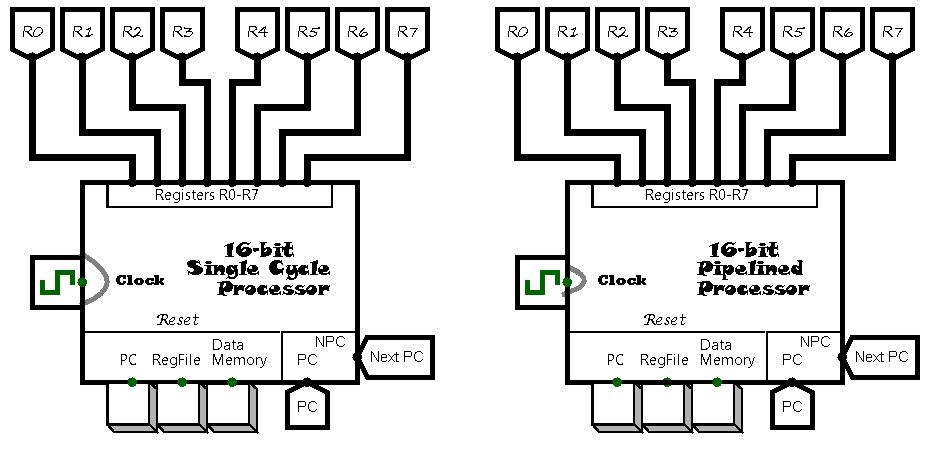 R0 R1 R2 R3 R4 R5 R6 R7
Registers R0-R7
16-bit
Single Cycle
Processor
Clock
Reset
PC RegFile Data Memory
NPC
PC
Next PC
PC
R0 R1 R2 R3 R4 R5 R6 R7
Registers R0-R7
16-bit
Pipelined
Processor
Clock
Reset
PC RegFile Data Memory
NPC
PC
Next PC
PC